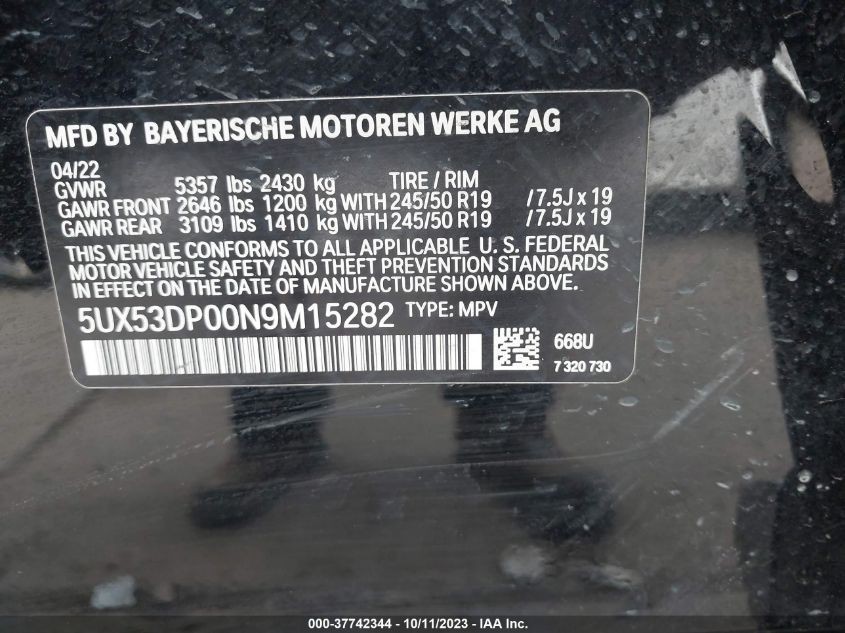 MFD BY BAYERISCHE MOTOREN WERKE AG
04/22
GVWR 5357 lbs 2430 kg TIRE / RIM
GAWR FRONT 2646 lbs 1200 kg WITH 245/50 R19 / 7.5J x 19
GAWR REAR 3109 lbs 1410 kg WITH 245/50 R19 / 7.5J x 19
THIS VEHICLE CONFORMS TO ALL APPLICABLE U. S. FEDERAL
MOTOR VEHICLE SAFETY AND THEFT PREVENTION STANDARDS
IN EFFECT ON THE DATE OF MANUFACTURE SHOWN ABOVE.
5UX53DP00N9M15282 TYPE: MPV
668U
7 320 730
000-37742344 - 10/11/2023 - IAA Inc.